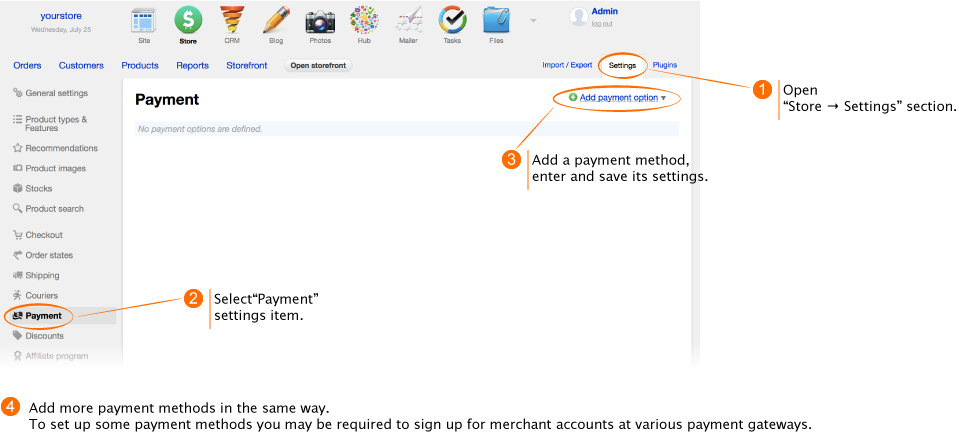 yourstore
Wednesday, July 25
Site
Store
CRM
Blog
Photos
Hub
Mailer
Tasks
Files
Admin
log out
Orders
Customers
Products
Reports
Storefront
Open storefront
Import / Export
Settings
Plugins
General settings
Product types &
Features
Recommendations
Product images
Stocks
Product search
Checkout
Order states
Shipping
Couriers
Payment
Discounts
Affiliate program
Payment
Add payment option
No payment options are defined.
1 Open
“Store → Settings” section.
2 Select“Payment”
settings item.
3 Add a payment method,
enter and save its settings.
4 Add more payment methods in the same way.
To set up some payment methods you may be required to sign up for merchant accounts at various payment gateways.